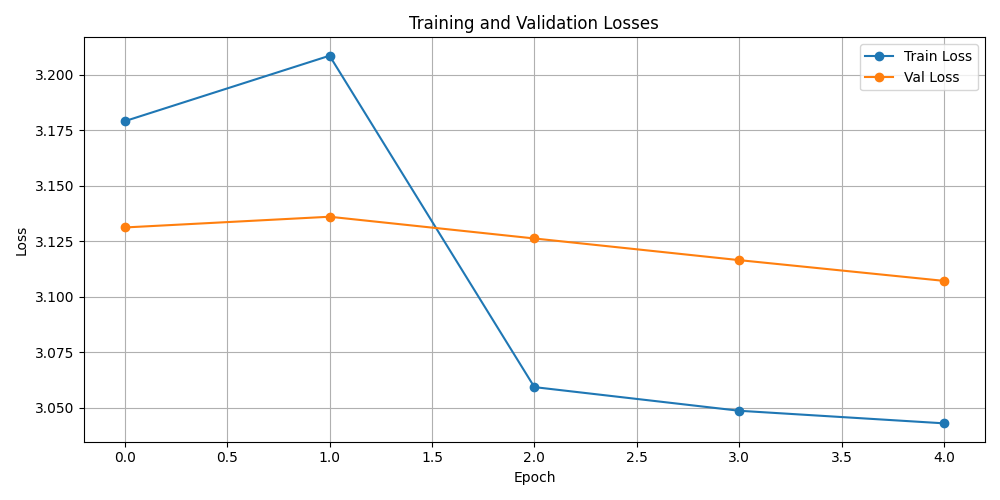 Training and Validation Losses
Train Loss
Val Loss
3.200
3.175
3.150
3.125
3.100
3.075
3.050
Loss
0.0 0.5 1.0 1.5 2.0 2.5 3.0 3.5 4.0
Epoch